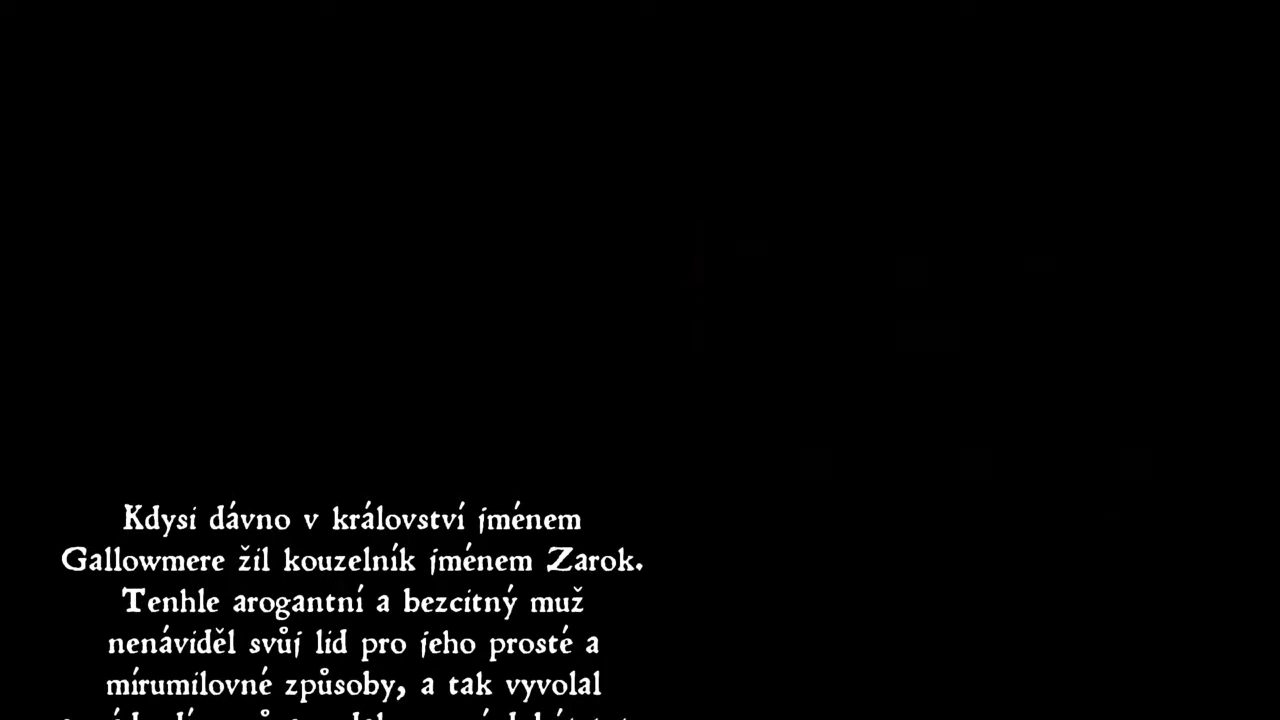 Kdysi dávno v království jménem
Gallowmere žil kouzelník jménem Zarok.
Tenhle arogantní a bezcitný muž
nenáviděl svůj lid pro jeho prosté a
mírumilovné způsoby, a tak vyvolal